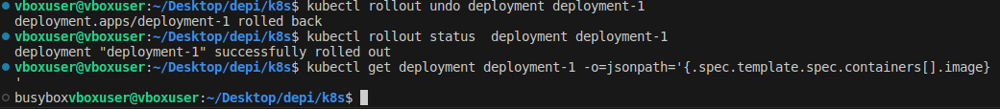 vboxuser@vboxuser:~/Desktop/depi/k8s$ kubectl rollout undo deployment deployment-1
deployment.apps/deployment-1 rolled back
vboxuser@vboxuser:~/Desktop/depi/k8s$ kubectl rollout status  deployment deployment-1
deployment "deployment-1" successfully rolled out
vboxuser@vboxuser:~/Desktop/depi/k8s$ kubectl get deployment deployment-1 -o=jsonpath='{.spec.template.spec.containers[].image}
'
busyboxvboxuser@vboxuser:~/Desktop/depi/k8s$